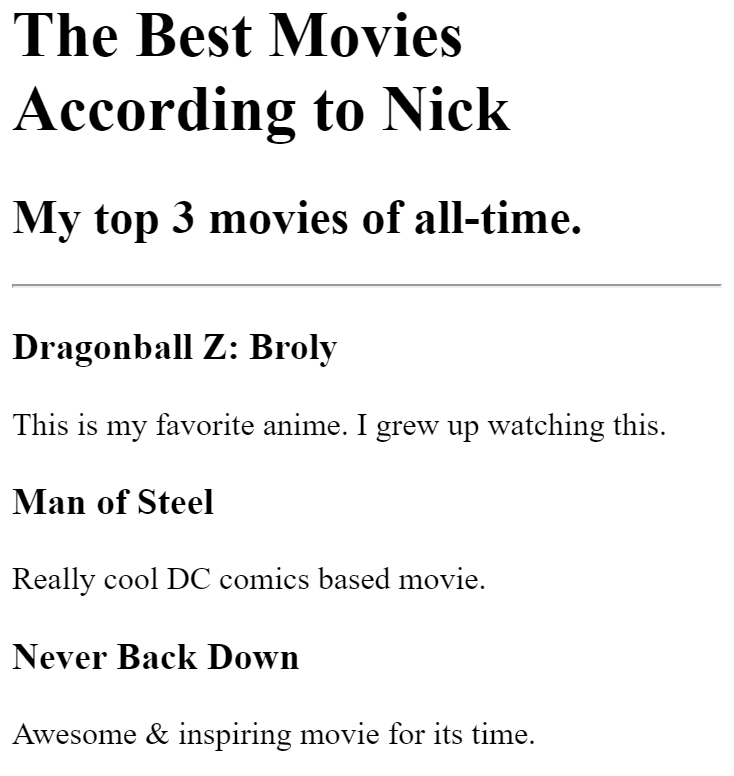 The Best Movies
According to Nick
My top 3 movies of all-time.
Dragonball Z: Broly
This is my favorite anime. I grew up watching this.
Man of Steel
Really cool DC comics based movie.
Never Back Down
Awesome & inspiring movie for its time.